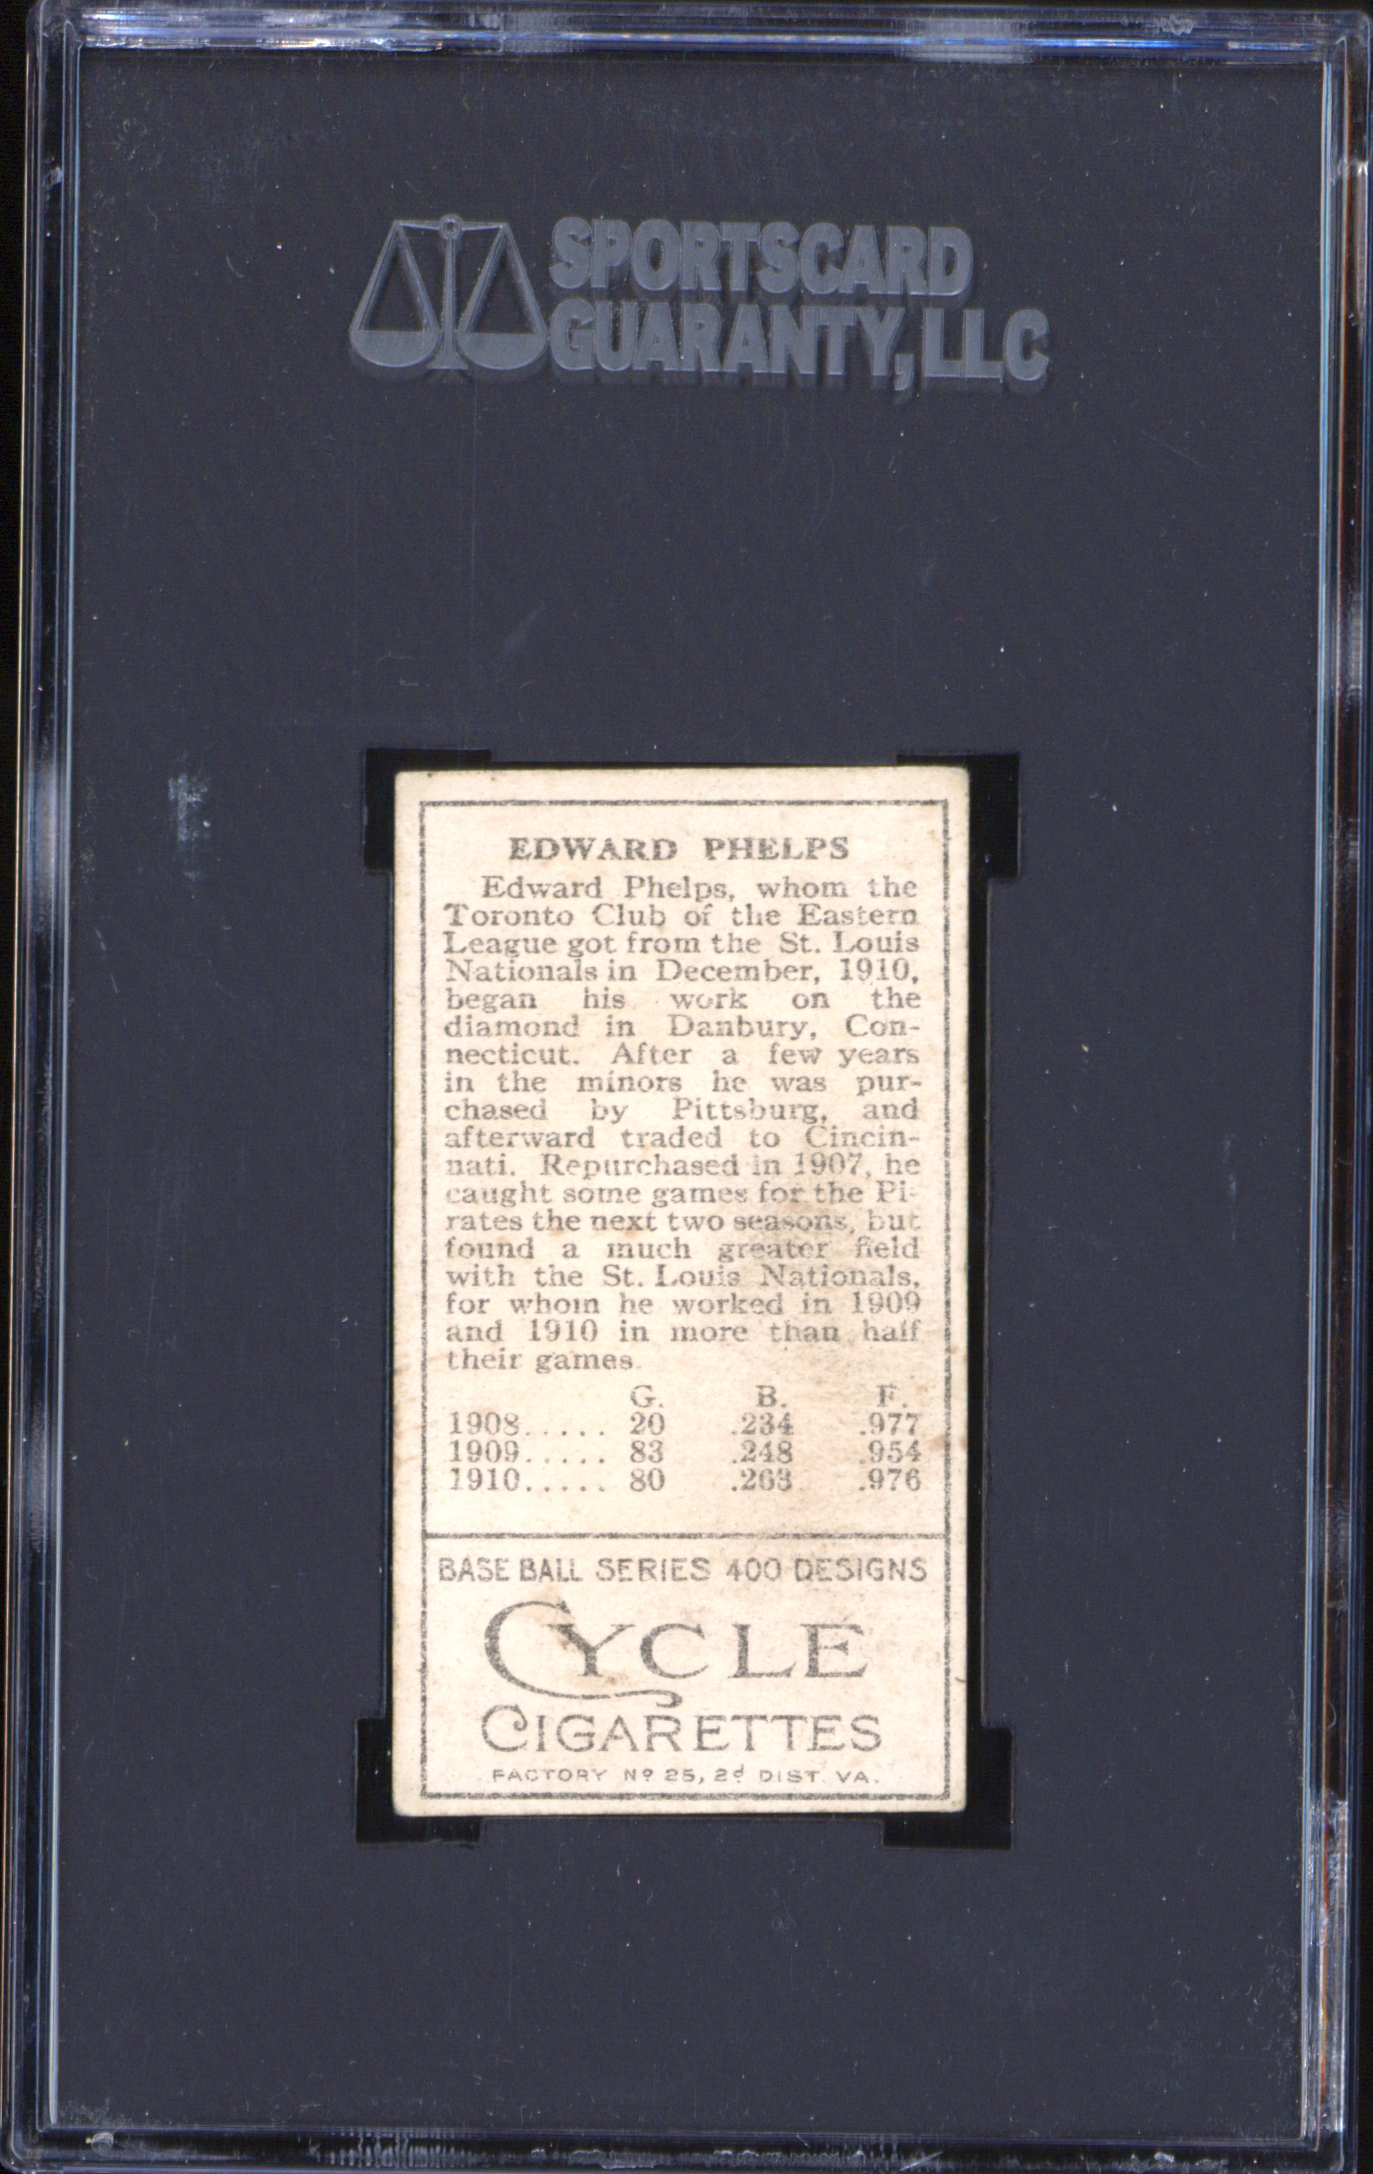 SPORTSCARD
GUARANTY, LLC
EDWARD PHELPS
Edward Phelps, whom the
Toronto Club of the Eastern
League got from the St. Louis
Nationals in December, 1910,
began his work on the
diamond in Danbury, Con-
necticut. After a few years
in the minors he was pur-
chased by Pittsburg, and
afterward traded to Cincin-
nati. Repurchased in 1907, he
caught some games for the Pi-
rates the next two seasons, but
found a much greater field
with the St. Louis Nationals,
for whom he worked in 1909
and 1910 in more than half
their games.
G. B. F.
1908..... 20 .234 .977
1909..... 83 .248 .954
1910..... 80 .263 .976
BASE BALL SERIES 400 DESIGNS
CYCLE
CIGARETTES
FACTORY Nº 25, 2d DIST. VA.